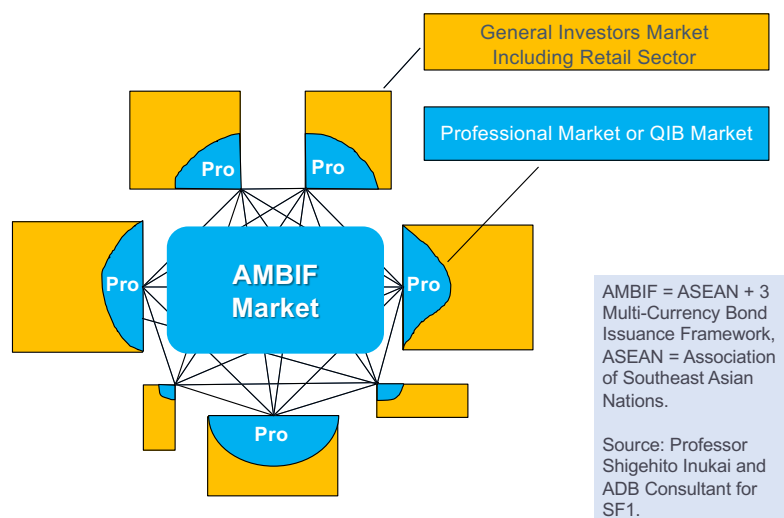 General Investors Market
Including Retail Sector
Professional Market or QIB Market
Pro
Pro
Pro
AMBIF
Market
Pro
Pro
AMBIF = ASEAN + 3
Multi-Currency Bond
Issuance Framework,
ASEAN = Association
of Southeast Asian
Nations.
Source: Professor
Shigehito Inukai and
ADB Consultant for
SF1.